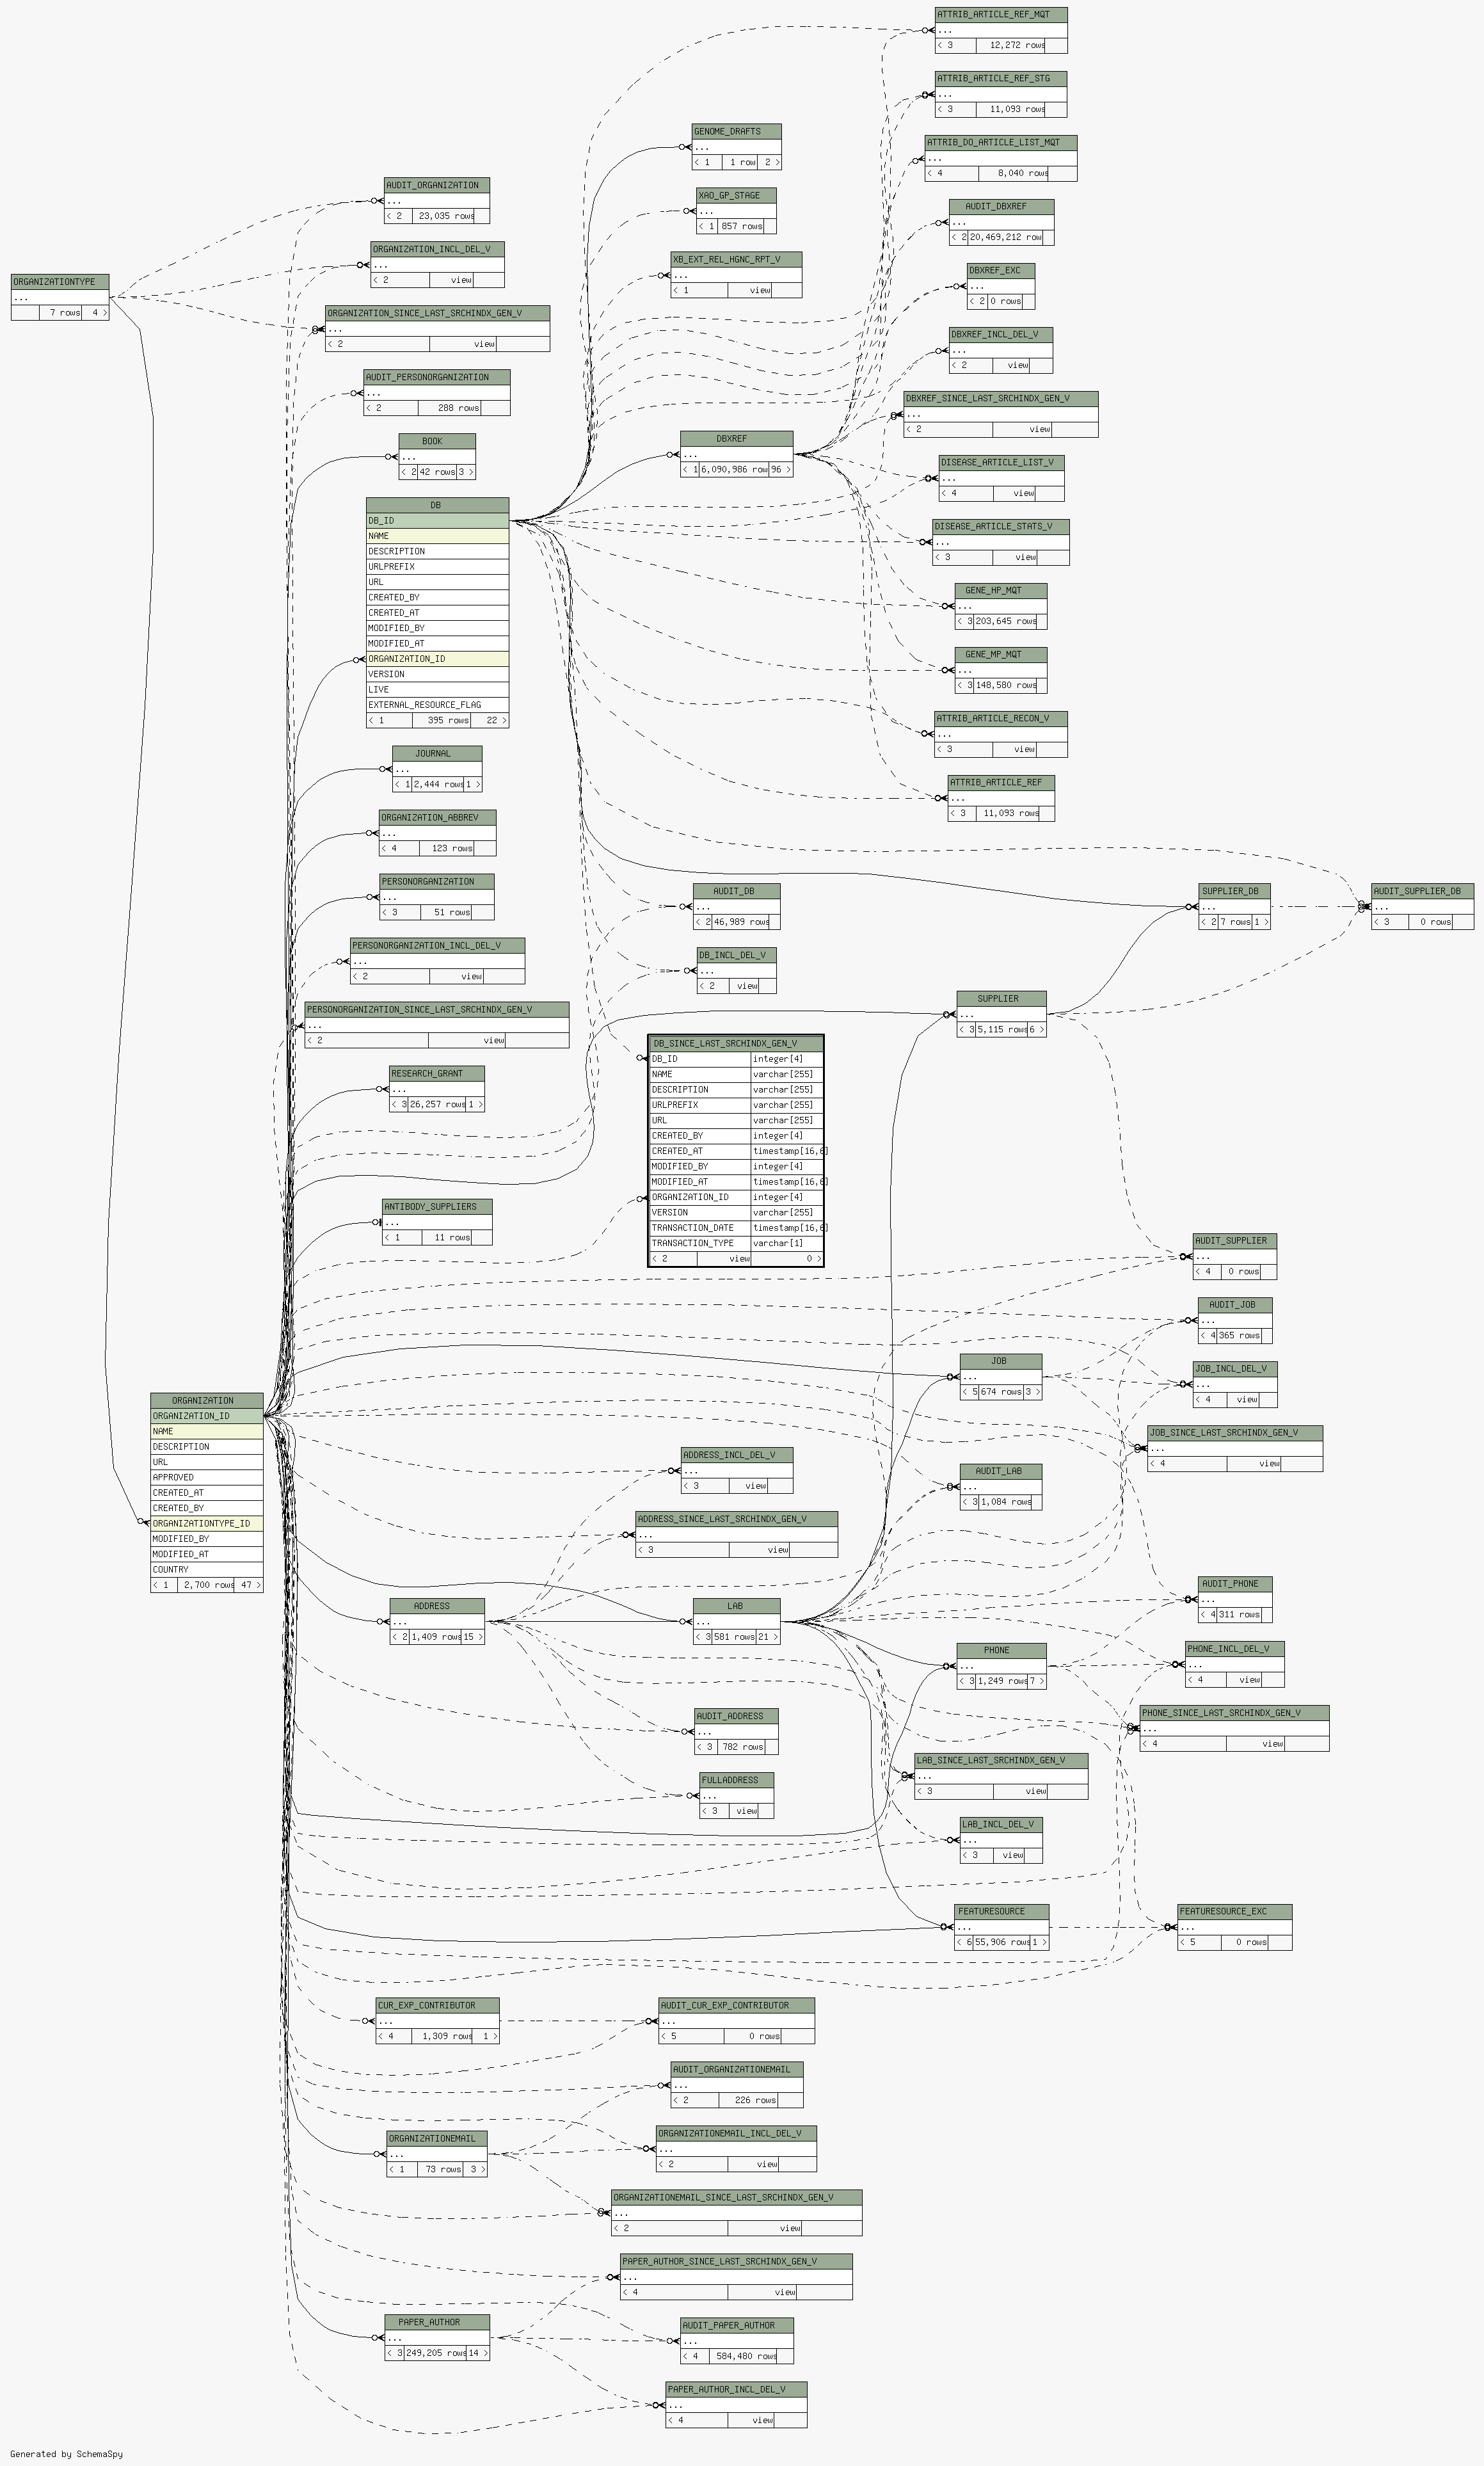 ATTRIB_ARTICLE_REF_MQT
...
< 3 12,272 rows
ATTRIB_ARTICLE_REF_STG
...
< 3 11,093 rows
GENOME_DRAFTS
...
< 1 1 row 2 >
ATTRIB_DO_ARTICLE_LIST_MQT
...
< 4 8,040 rows
AUDIT_ORGANIZATION
...
< 2 23,035 rows
XAO_GP_STAGE
...
< 1 857 rows
AUDIT_DBXREF
...
< 2 20,469,212 row
ORGANIZATION_INCL_DEL_V
...
< 2 view
XB_EXT_REL_HGNC_RPT_V
...
< 1 view
DBXREF_EXC
...
< 2 0 rows
ORGANIZATIONTYPE
...
7 rows 4 >
ORGANIZATION_SINCE_LAST_SRCHINDX_GEN_V
...
< 2 view
DBXREF_INCL_DEL_V
...
< 2 view
AUDIT_PERSONORGANIZATION
...
< 2 288 rows
DBXREF_SINCE_LAST_SRCHINDX_GEN_V
...
< 2 view
BOOK
...
< 2 42 rows 3 >
DBXREF
...
< 1 6,090,986 row 96 >
DISEASE_ARTICLE_LIST_V
...
< 4 view
DB
DB_ID
NAME
DESCRIPTION
URLPREFIX
URL
CREATED_BY
CREATED_AT
MODIFIED_BY
MODIFIED_AT
ORGANIZATION_ID
VERSION
LIVE
EXTERNAL_RESOURCE_FLAG
< 1 395 rows 22 >
DISEASE_ARTICLE_STATS_V
...
< 3 view
GENE_HP_MQT
...
< 3 203,645 rows
GENE_MP_MQT
...
< 3 148,580 rows
ATTRIB_ARTICLE_RECON_V
...
< 3 view
JOURNAL
...
< 1 2,444 rows 1 >
ATTRIB_ARTICLE_REF
...
< 3 11,093 rows
ORGANIZATION_ABBREV
...
< 4 123 rows
PERSONORGANIZATION
...
< 3 51 rows
AUDIT_DB
...
< 2 46,989 rows
SUPPLIER_DB
...
< 2 7 rows 1 >
AUDIT_SUPPLIER_DB
...
< 3 0 rows
PERSONORGANIZATION_INCL_DEL_V
...
< 2 view
DB_INCL_DEL_V
...
< 2 view
PERSONORGANIZATION_SINCE_LAST_SRCHINDX_GEN_V
...
< 2 view
SUPPLIER
...
< 3 5,115 rows 6 >
RESEARCH_GRANT
...
< 3 26,257 rows 1 >
DB_SINCE_LAST_SRCHINDX_GEN_V
DB_ID integer[4]
NAME varchar[255]
DESCRIPTION varchar[255]
URLPREFIX varchar[255]
URL varchar[255]
CREATED_BY integer[4]
CREATED_AT timestamp[16,6]
MODIFIED_BY integer[4]
MODIFIED_AT timestamp[16,6]
ORGANIZATION_ID integer[4]
VERSION varchar[255]
TRANSACTION_DATE timestamp[16,6]
TRANSACTION_TYPE varchar[1]
< 2 view 0 >
ANTIBODY_SUPPLIERS
...
< 1 11 rows
AUDIT_SUPPLIER
...
< 4 0 rows
AUDIT_JOB
...
< 4 365 rows
JOB
...
< 5 674 rows 3 >
JOB_INCL_DEL_V
...
< 4 view
ORGANIZATION
ORGANIZATION_ID
NAME
DESCRIPTION
URL
APPROVED
CREATED_AT
CREATED_BY
ORGANIZATIONTYPE_ID
MODIFIED_BY
MODIFIED_AT
COUNTRY
< 1 2,700 rows 47 >
JOB_SINCE_LAST_SRCHINDX_GEN_V
...
< 4 view
ADDRESS_INCL_DEL_V
...
< 3 view
AUDIT_LAB
...
< 3 1,084 rows
ADDRESS_SINCE_LAST_SRCHINDX_GEN_V
...
< 3 view
AUDIT_PHONE
...
< 4 311 rows
ADDRESS
...
< 2 1,409 rows 15 >
LAB
...
< 3 581 rows 21 >
PHONE
...
< 3 1,249 rows 7 >
PHONE_INCL_DEL_V
...
< 4 view
AUDIT_ADDRESS
...
< 3 782 rows
PHONE_SINCE_LAST_SRCHINDX_GEN_V
...
< 4 view
LAB_SINCE_LAST_SRCHINDX_GEN_V
...
< 3 view
FULLADDRESS
...
< 3 view
LAB_INCL_DEL_V
...
< 3 view
FEATURESOURCE
...
< 6 55,906 rows 1 >
FEATURESOURCE_EXC
...
< 5 0 rows
CUR_EXP_CONTRIBUTOR
...
< 4 1,309 rows 1 >
AUDIT_CUR_EXP_CONTRIBUTOR
...
< 5 0 rows
AUDIT_ORGANIZATIONEMAIL
...
< 2 226 rows
ORGANIZATIONEMAIL
...
< 1 73 rows 3 >
ORGANIZATIONEMAIL_INCL_DEL_V
...
< 2 view
ORGANIZATIONEMAIL_SINCE_LAST_SRCHINDX_GEN_V
...
< 2 view
PAPER_AUTHOR_SINCE_LAST_SRCHINDX_GEN_V
...
< 4 view
PAPER_AUTHOR
...
< 3 249,205 rows 14 >
AUDIT_PAPER_AUTHOR
...
< 4 584,480 rows
PAPER_AUTHOR_INCL_DEL_V
...
< 4 view
Generated by SchemaSpy